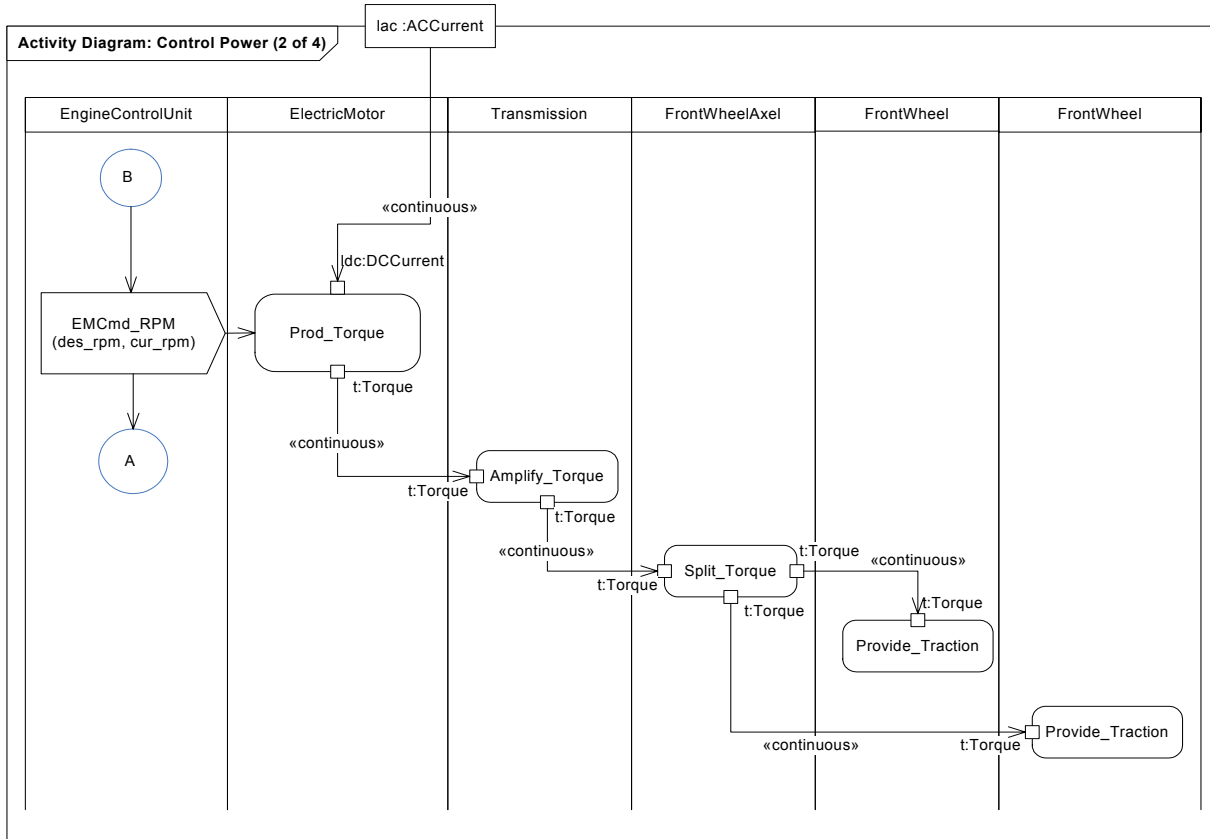 Iac :ACCurrent
Activity Diagram: Control Power (2 of 4)
EngineControlUnit
ElectricMotor
Transmission
FrontWheelAxel
FrontWheel
FrontWheel
B
«continuous»
Idc:DCCurrent
EMCmd_RPM
(des_rpm, cur_rpm)
Prod_Torque
t:Torque
«continuous»
A
Amplify_Torque
t:Torque
t:Torque
«continuous»
t:Torque
Split_Torque
t:Torque
«continuous»
t:Torque
t:Torque
Provide_Traction
Provide_Traction
«continuous»
t:Torque